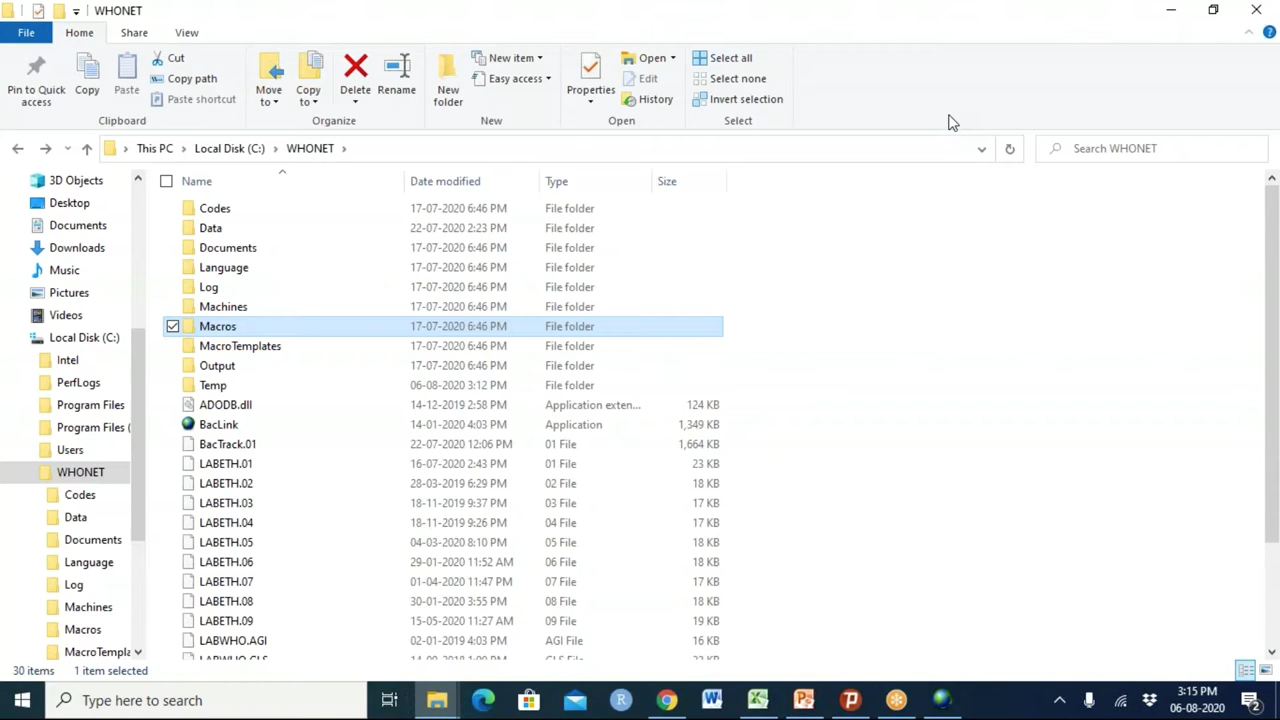 WHONET
File Home Share View
Pin to Quick access
Copy
Paste
Cut
Copy path
Paste shortcut
Clipboard
Move to
Copy to
Delete
Rename
Organize
New folder
New item
Easy access
New
Properties
Open
Edit
History
Open
Select all
Select none
Invert selection
Select
This PC Local Disk (C:) WHONET
Search WHONET
3D Objects
Desktop
Documents
Downloads
Music
Pictures
Videos
Local Disk (C:)
Intel
PerfLogs
Program Files
Program Files (
Users
WHONET
Codes
Data
Documents
Language
Log
Machines
Macros
MacroTempla
Name Date modified Type Size
Codes 17-07-2020 6:46 PM File folder
Data 22-07-2020 2:23 PM File folder
Documents 17-07-2020 6:46 PM File folder
Language 17-07-2020 6:46 PM File folder
Log 17-07-2020 6:46 PM File folder
Machines 17-07-2020 6:46 PM File folder
Macros 17-07-2020 6:46 PM File folder
MacroTemplates 17-07-2020 6:46 PM File folder
Output 17-07-2020 6:46 PM File folder
Temp 06-08-2020 3:12 PM File folder
ADODB.dll 14-12-2019 2:58 PM Application exten... 124 KB
BacLink 14-01-2020 4:03 PM Application 1,349 KB
BacTrack.01 22-07-2020 12:06 PM 01 File 1,664 KB
LABETH.01 16-07-2020 2:43 PM 01 File 23 KB
LABETH.02 28-03-2019 6:29 PM 02 File 18 KB
LABETH.03 18-11-2019 9:37 PM 03 File 17 KB
LABETH.04 18-11-2019 9:26 PM 04 File 17 KB
LABETH.05 04-03-2020 8:10 PM 05 File 18 KB
LABETH.06 29-01-2020 11:52 AM 06 File 18 KB
LABETH.07 01-04-2020 11:47 PM 07 File 17 KB
LABETH.08 30-01-2020 3:55 PM 08 File 18 KB
LABETH.09 15-05-2020 11:27 AM 09 File 19 KB
LABWHO.AGI 02-01-2019 4:03 PM AGI File 16 KB
30 items 1 item selected
Type here to search
3:15 PM
06-08-2020
2